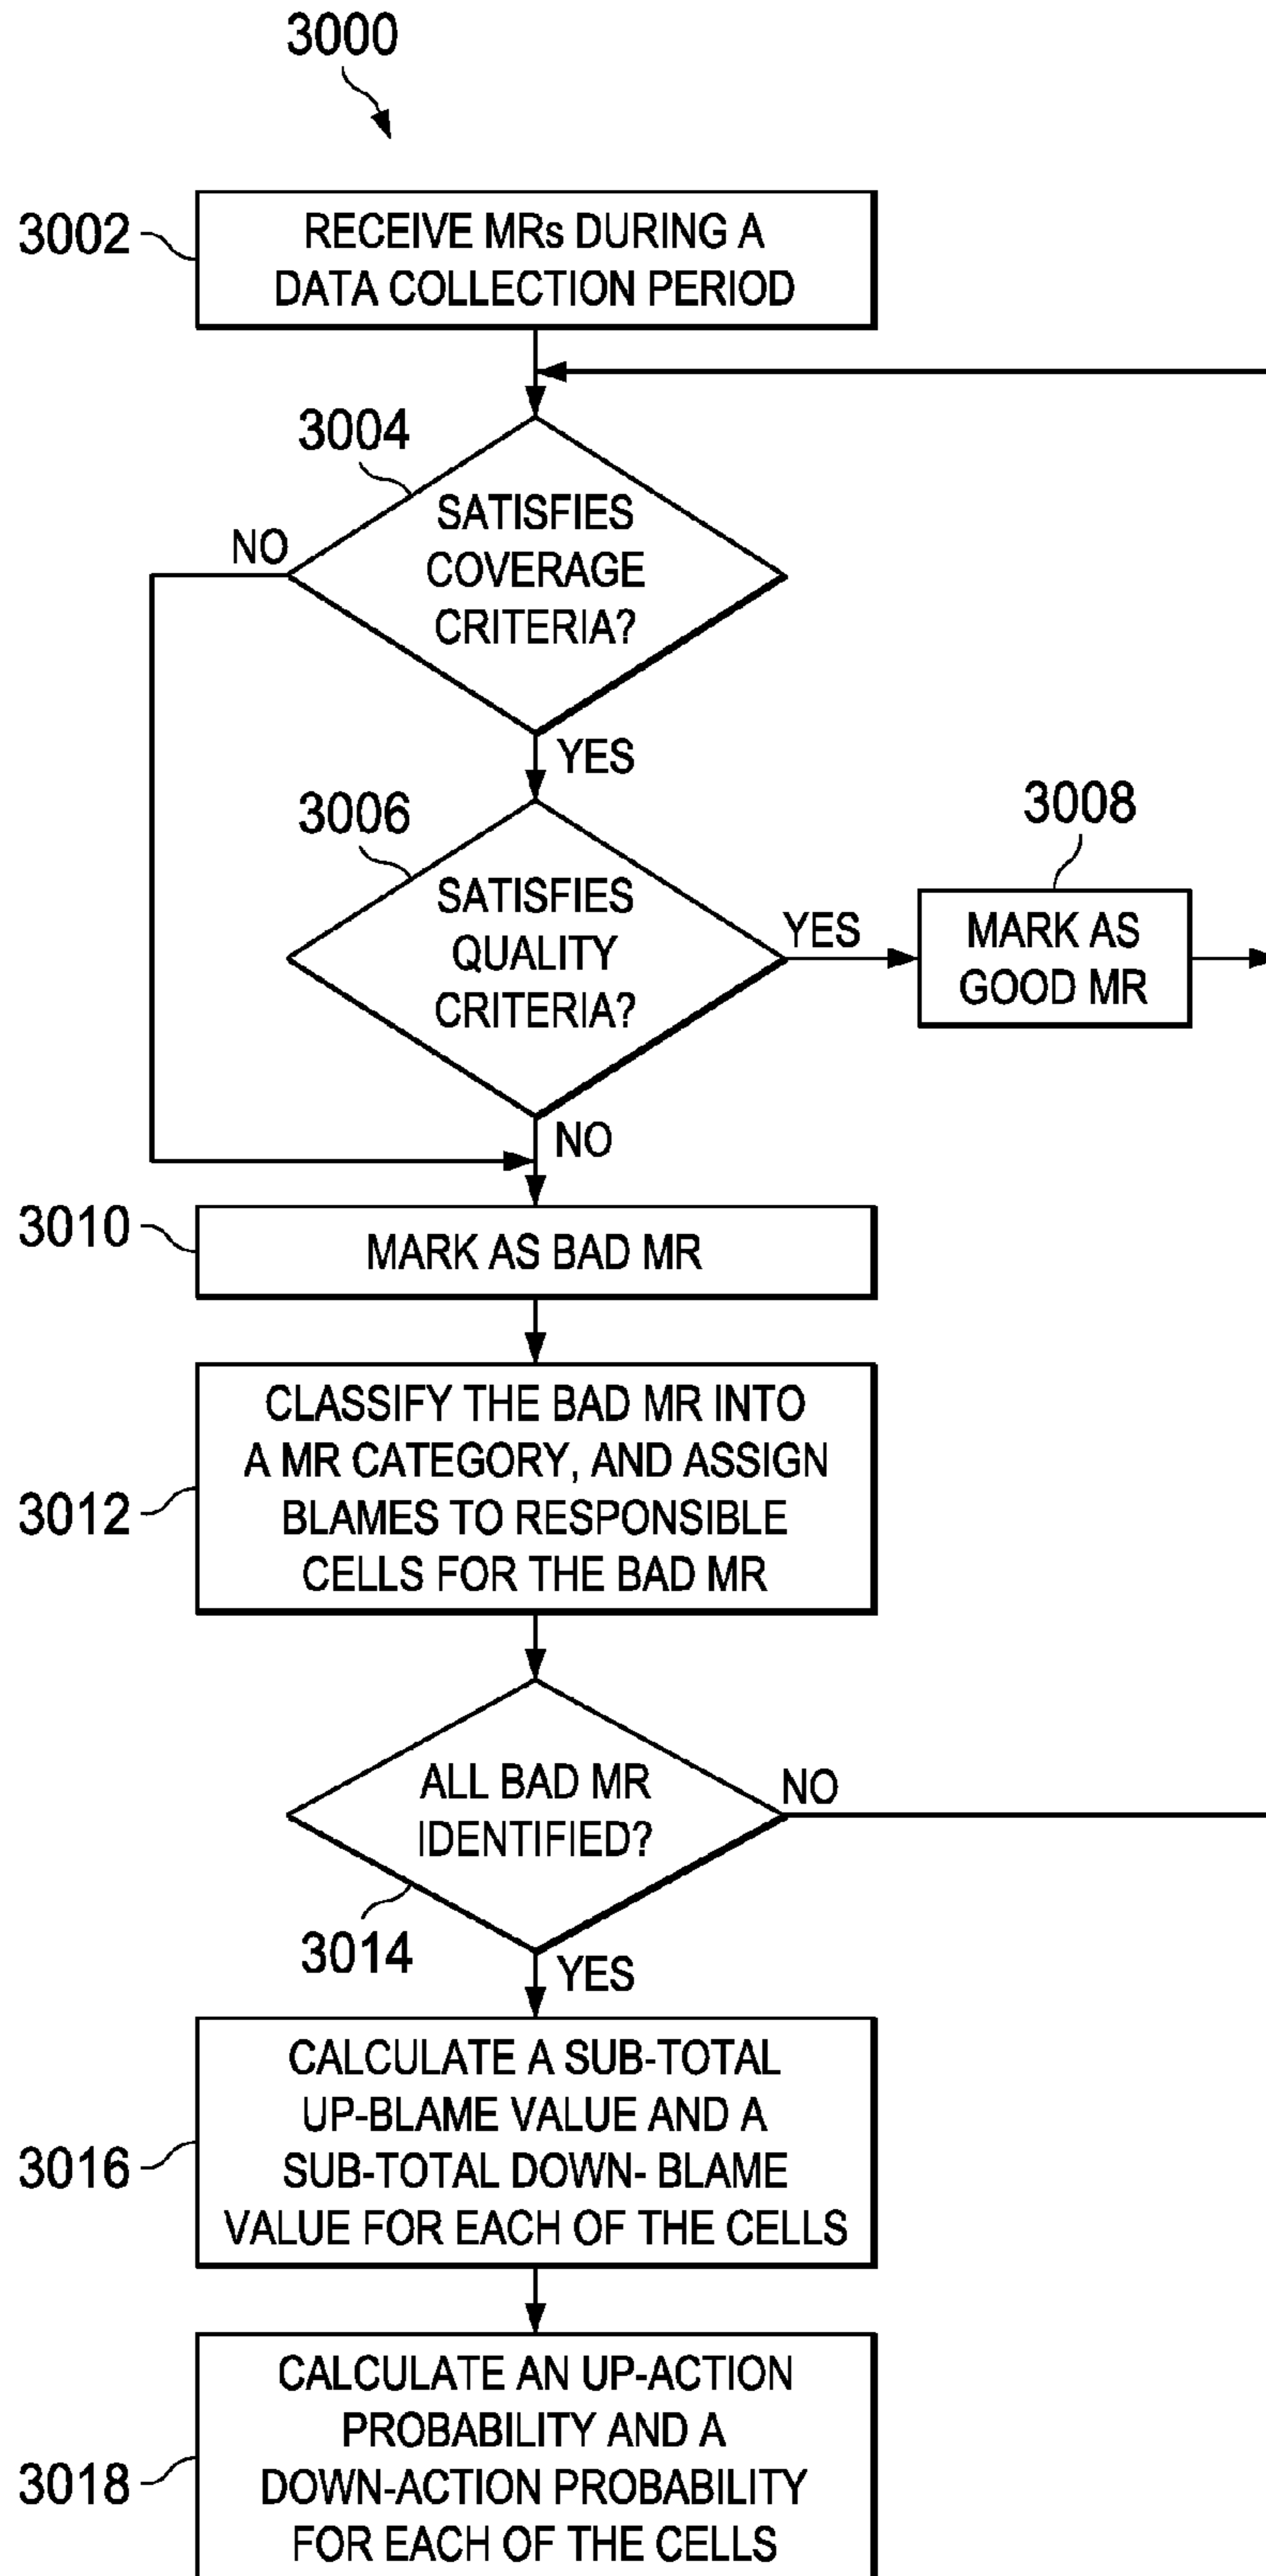 3000
3002
RECEIVE MRs DURING A
DATA COLLECTION PERIOD
3004
SATISFIES
COVERAGE
CRITERIA?
NO
YES
3006
SATISFIES
QUALITY
CRITERIA?
YES
3008
MARK AS
GOOD MR
NO
3010
MARK AS BAD MR
3012
CLASSIFY THE BAD MR INTO
A MR CATEGORY, AND ASSIGN
BLAMES TO RESPONSIBLE
CELLS FOR THE BAD MR
ALL BAD MR
IDENTIFIED?
NO
3014
YES
3016
CALCULATE A SUB-TOTAL
UP-BLAME VALUE AND A
SUB-TOTAL DOWN- BLAME
VALUE FOR EACH OF THE CELLS
3018
CALCULATE AN UP-ACTION
PROBABILITY AND A
DOWN-ACTION PROBABILITY
FOR EACH OF THE CELLS